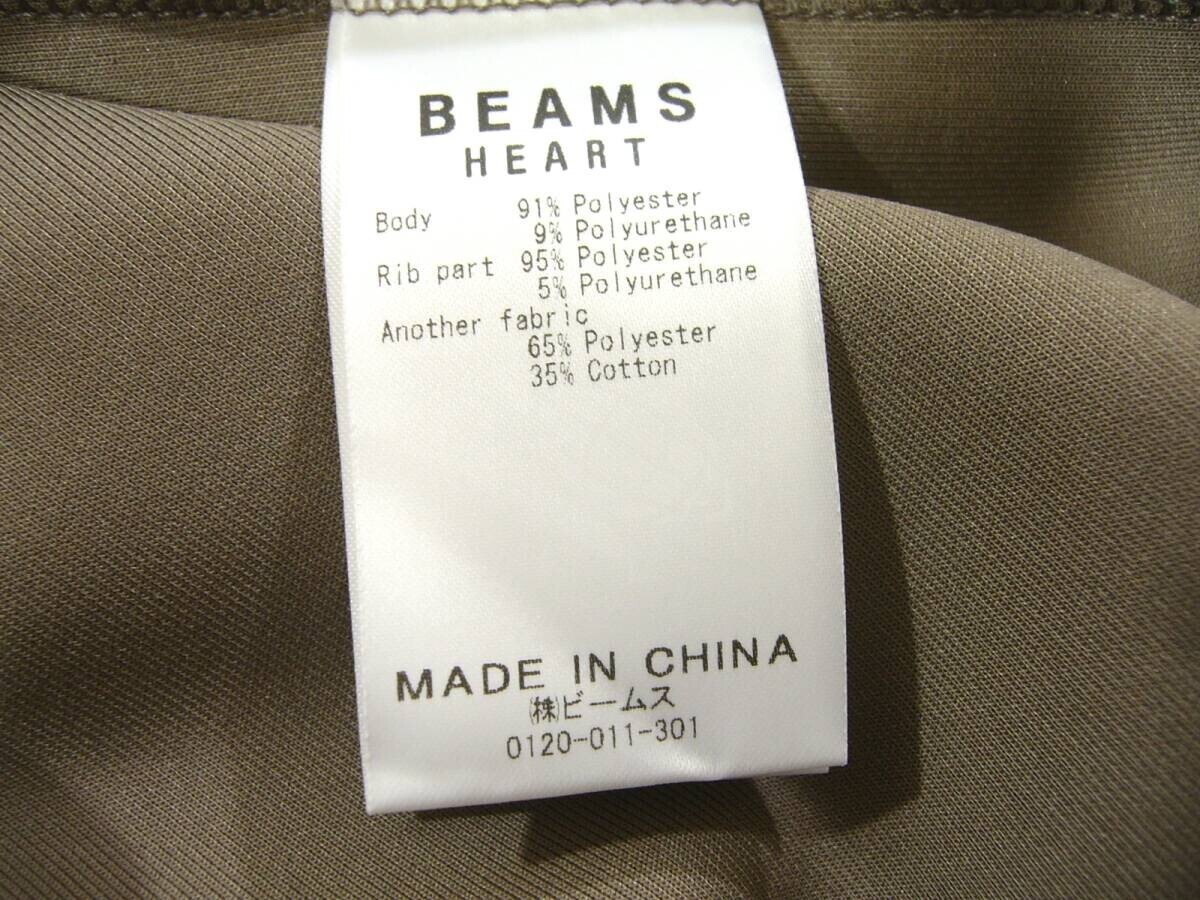 BEAMS
HEART
Body 91% Polyester
9% Polyurethane
Rib part 95% Polyester
5% Polyurethane
Another fabric
65% Polyester
35% Cotton
MADE IN CHINA
㈱ビームス
0120-011-301